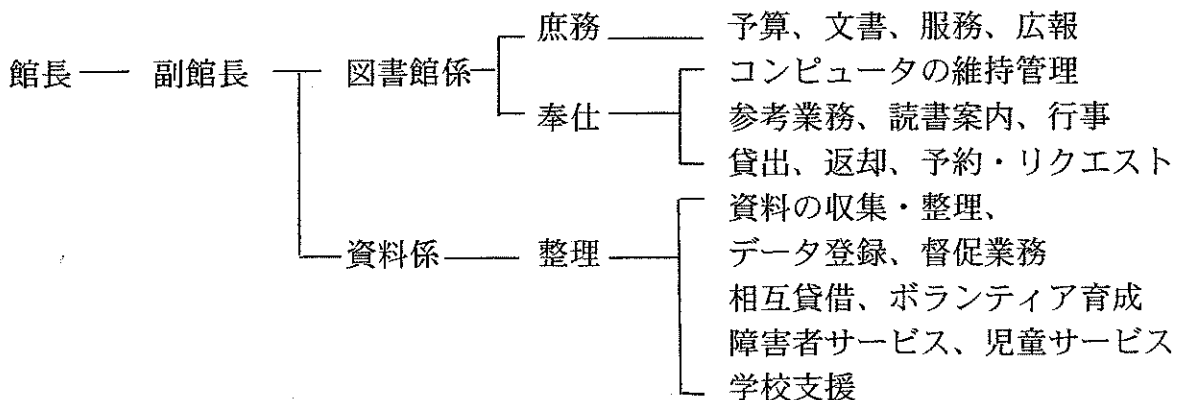 庶務 予算、文書、服務、広報
館長 副館長 図書館係 コンピュータの維持管理
奉仕 参考業務、読書案内、行事
貸出、返却、予約・リクエスト
資料の収集・整理、
資料係 整理 データ登録、督促業務
相互貸借、ボランティア育成
障害者サービス、児童サービス
学校支援